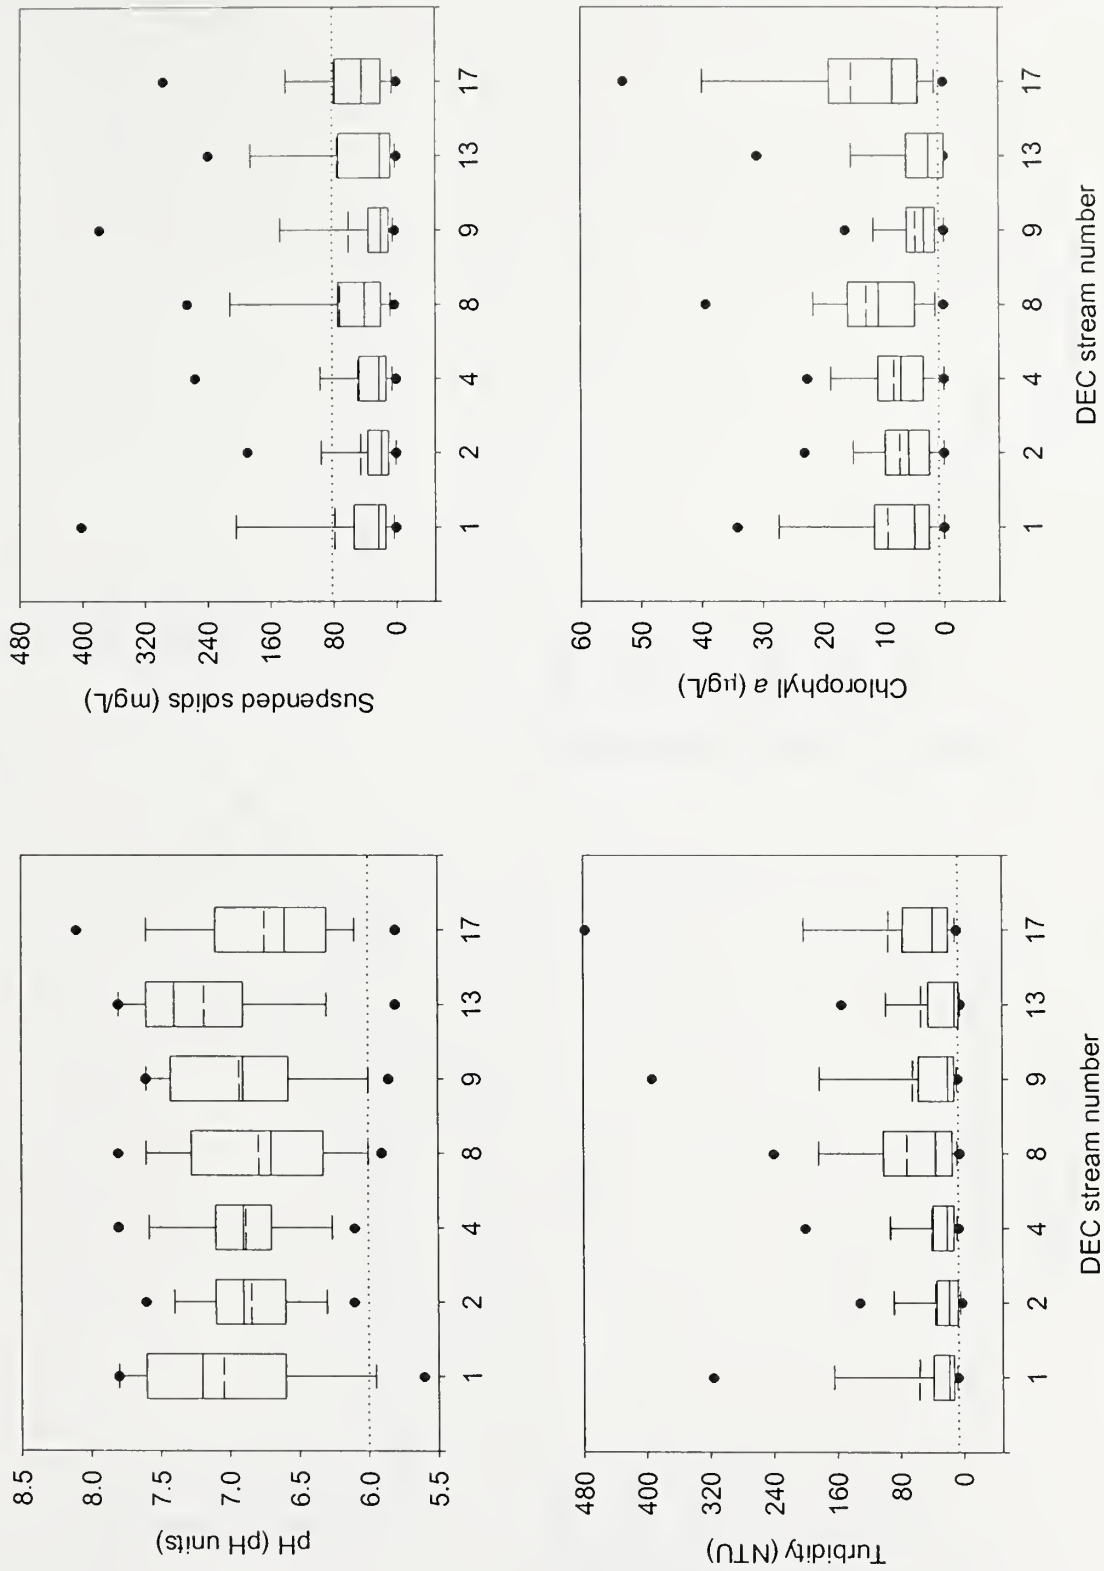 pH (pH units)
8.5
8.0
7.5
7.0
6.5
6.0
5.5
1 2 4 8 9 13 17
Suspended solids (mg/L)
480
400
320
240
160
80
0
1 2 4 8 9 13 17
Turbidity (NTU)
480
400
320
240
160
80
0
1 2 4 8 9 13 17
DEC stream number
Chlorophyll a (µg/L)
60
50
40
30
20
10
0
1 2 4 8 9 13 17
DEC stream number